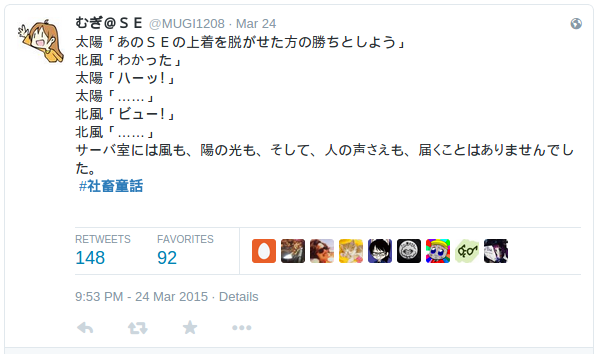 むぎ＠ＳＥ @MUGI1208 · Mar 24
太陽「あのＳＥの上着を脱がせた方の勝ちとしよう」
北風「わかった」
太陽「ハーッ！」
太陽「……」
北風「ビュー！」
北風「……」
サーバ室には風も、陽の光も、そして、人の声さえも、届くことはありませんでし
た。
#社畜童話
RETWEETS FAVORITES
148 92
9:53 PM - 24 Mar 2015 · Details